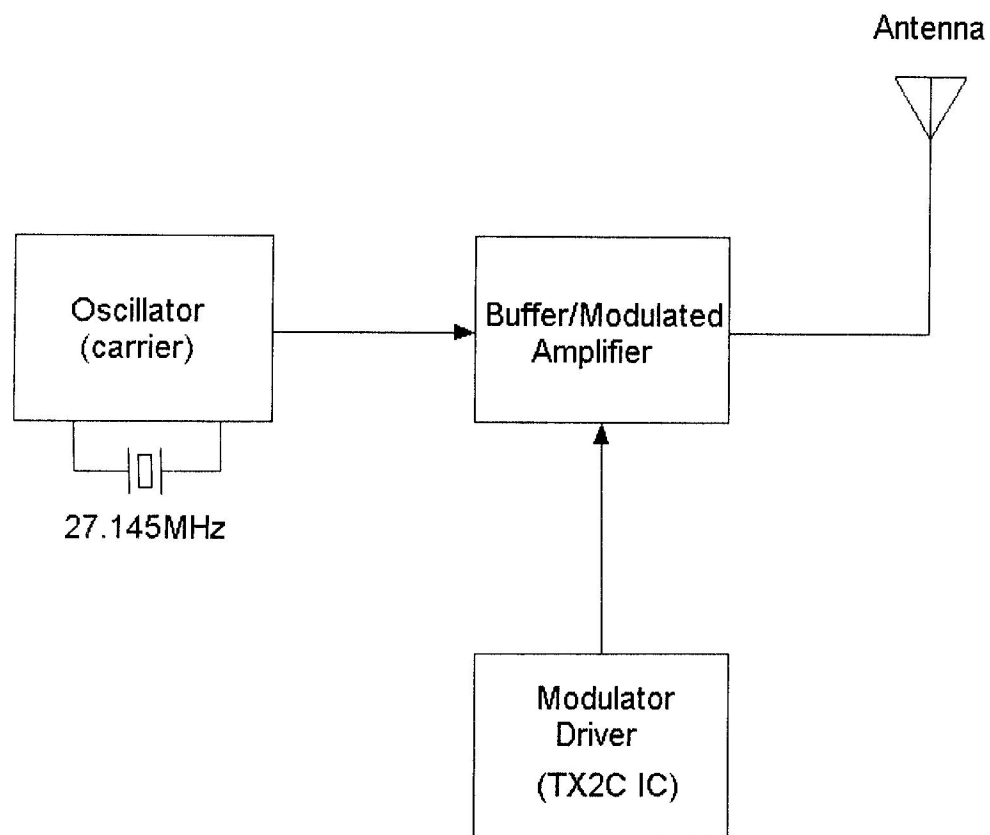 Antenna
Oscillator
(carrier)
Buffer/Modulated
Amplifier
27.145MHz
Modulator
Driver
(TX2C IC)